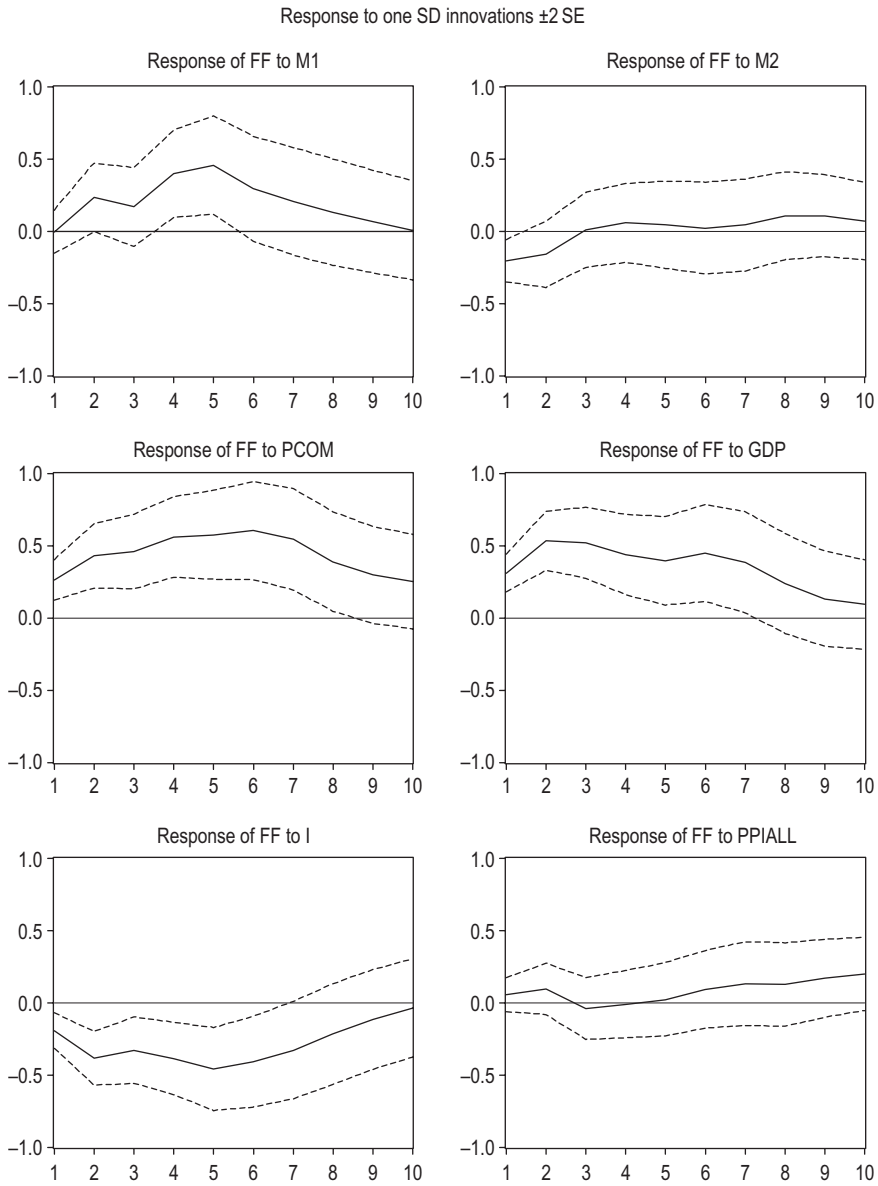 Response to one SD innovations ±2 SE
Response of FF to M1
1.0
0.5
0.0
–0.5
–1.0
1 2 3 4 5 6 7 8 9 10
Response of FF to M2
1.0
0.5
0.0
–0.5
–1.0
1 2 3 4 5 6 7 8 9 10
Response of FF to PCOM
1.0
0.5
0.0
–0.5
–1.0
1 2 3 4 5 6 7 8 9 10
Response of FF to GDP
1.0
0.5
0.0
–0.5
–1.0
1 2 3 4 5 6 7 8 9 10
Response of FF to I
1.0
0.5
0.0
–0.5
–1.0
1 2 3 4 5 6 7 8 9 10
Response of FF to PPIALL
1.0
0.5
0.0
–0.5
–1.0
1 2 3 4 5 6 7 8 9 10